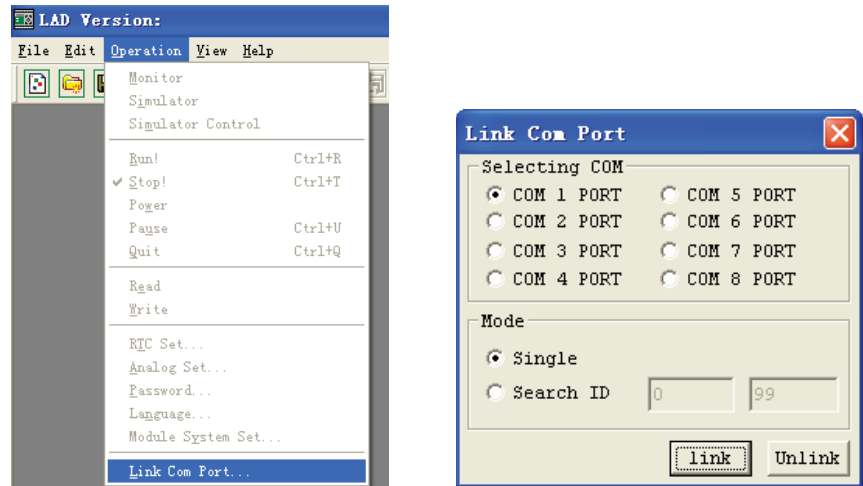 LAD Version:
File Edit Operation View Help
Monitor
Simulator
Simulator Control
Run! Ctrl+R
Stop! Ctrl+T
Power
Pause Ctrl+U
Quit Ctrl+Q
Read
Write
RTC Set...
Analog Set...
Password...
Language...
Module System Set...
Link Com Port...
Link Com Port
Selecting COM
COM 1 PORT COM 5 PORT
COM 2 PORT COM 6 PORT
COM 3 PORT COM 7 PORT
COM 4 PORT COM 8 PORT
Mode
Single
Search ID 0 99
link Unlink